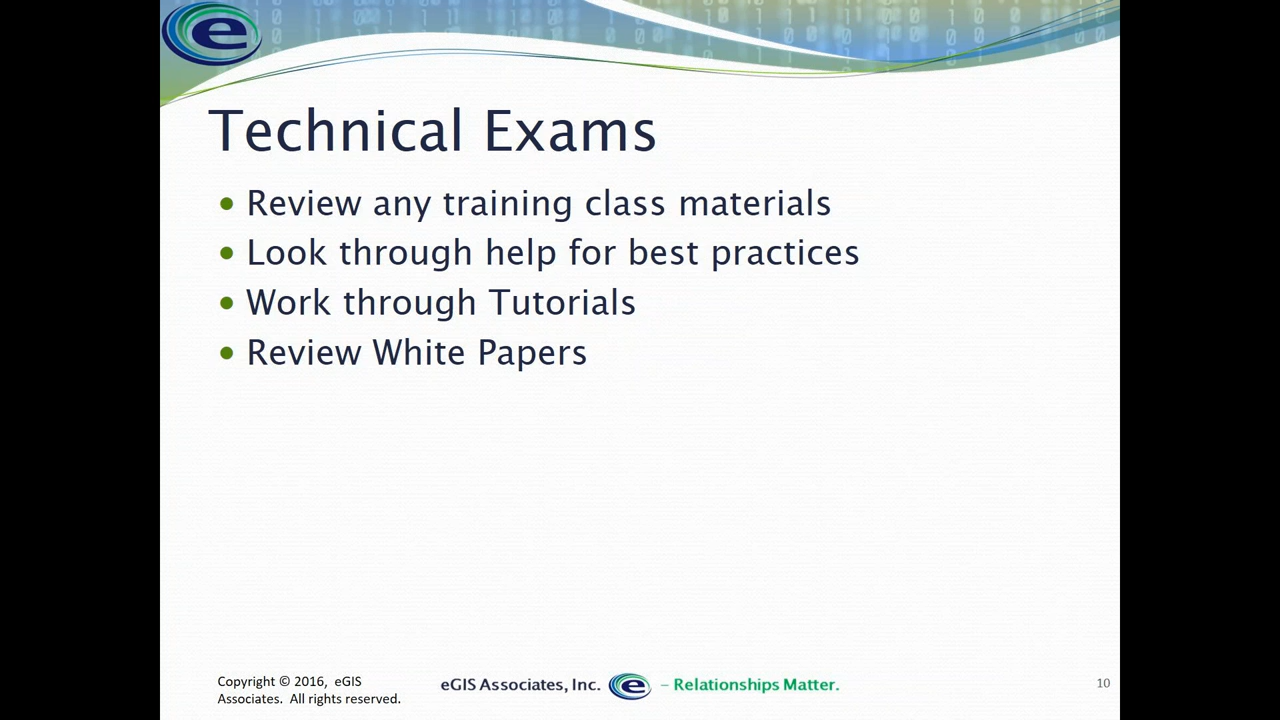 e
Technical Exams
• Review any training class materials
• Look through help for best practices
• Work through Tutorials
• Review White Papers
Copyright © 2016, eGIS
Associates. All rights reserved.
eGIS Associates, Inc. e – Relationships Matter.
10